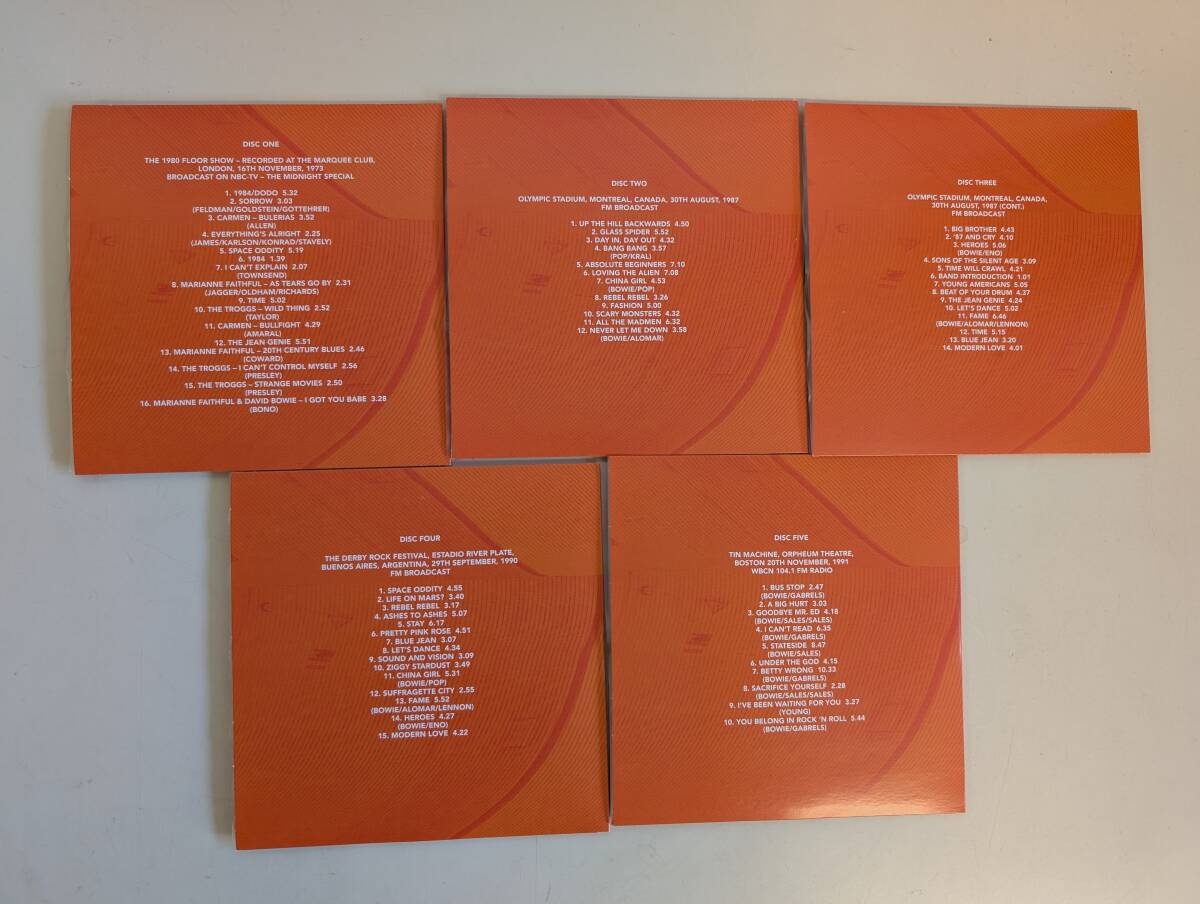 DISC ONE
THE 1980 FLOOR SHOW – RECORDED AT THE MARQUEE CLUB,
LONDON, 16TH NOVEMBER, 1973
BROADCAST ON NBC-TV – THE MIDNIGHT SPECIAL
1. 1984/DODO 5.32
2. SORROW 3.03
(FELDMAN/GOLDSTEIN/GOTTEHRER)
3. CARMEN – BULERIAS 3.52
(ALLEN)
4. EVERYTHING'S ALRIGHT 2.25
(JAMES/KARLSON/KONRAD/STAVELY)
5. SPACE ODDITY 5.19
6. 1984 1.39
7. I CAN'T EXPLAIN 2.07
(TOWNSEND)
8. MARIANNE FAITHFUL – AS TEARS GO BY 2.31
(JAGGER/OLDHAM/RICHARDS)
9. TIME 5.02
10. THE TROGGS – WILD THING 2.52
(TAYLOR)
11. CARMEN – BULLFIGHT 4.29
(AMARAL)
12. THE JEAN GENIE 5.51
13. MARIANNE FAITHFUL – 20TH CENTURY BLUES 2.46
(COWARD)
14. THE TROGGS – I CAN'T CONTROL MYSELF 2.56
(PRESLEY)
15. THE TROGGS – STRANGE MOVIES 2.50
(PRESLEY)
16. MARIANNE FAITHFUL & DAVID BOWIE – I GOT YOU BABE 3.28
(BONO)
DISC TWO
OLYMPIC STADIUM, MONTREAL, CANADA, 30TH AUGUST, 1987
FM BROADCAST
1. UP THE HILL BACKWARDS 4.50
2. GLASS SPIDER 5.52
3. DAY IN, DAY OUT 4.32
4. BANG BANG 3.57
(POP/KRAL)
5. ABSOLUTE BEGINNERS 7.10
6. LOVING THE ALIEN 7.08
7. CHINA GIRL 4.53
(BOWIE/POP)
8. REBEL REBEL 3.26
9. FASHION 5.00
10. SCARY MONSTERS 4.32
11. ALL THE MADMEN 6.32
12. NEVER LET ME DOWN 3.58
(BOWIE/ALOMAR)
DISC THREE
OLYMPIC STADIUM, MONTREAL, CANADA,
30TH AUGUST, 1987 (CONT.)
FM BROADCAST
1. BIG BROTHER 4.43
2. '87 AND CRY 4.10
3. HEROES 5.06
(BOWIE/ENO)
4. SONS OF THE SILENT AGE 3.09
5. TIME WILL CRAWL 4.21
6. BAND INTRODUCTION 1.01
7. YOUNG AMERICANS 5.05
8. BEAT OF YOUR DRUM 4.37
9. THE JEAN GENIE 4.24
10. LET'S DANCE 5.02
11. FAME 6.46
(BOWIE/ALOMAR/LENNON)
12. TIME 5.15
13. BLUE JEAN 3.20
14. MODERN LOVE 4.01
DISC FOUR
THE DERBY ROCK FESTIVAL, ESTADIO RIVER PLATE,
BUENOS AIRES, ARGENTINA, 29TH SEPTEMBER, 1990
FM BROADCAST
1. SPACE ODDITY 4.55
2. LIFE ON MARS? 3.40
3. REBEL REBEL 3.17
4. ASHES TO ASHES 5.07
5. STAY 6.17
6. PRETTY PINK ROSE 4.51
7. BLUE JEAN 3.07
8. LET'S DANCE 4.34
9. SOUND AND VISION 3.09
10. ZIGGY STARDUST 3.49
11. CHINA GIRL 5.31
(BOWIE/POP)
12. SUFFRAGETTE CITY 2.55
13. FAME 5.52
(BOWIE/ALOMAR/LENNON)
14. HEROES 4.27
(BOWIE/ENO)
15. MODERN LOVE 4.22
DISC FIVE
TIN MACHINE, ORPHEUM THEATRE,
BOSTON 20TH NOVEMBER, 1991
WBCN 104.1 FM RADIO
1. BUS STOP 2.47
(BOWIE/GABRELS)
2. A BIG HURT 3.03
3. GOODBYE MR. ED 4.18
(BOWIE/SALES/SALES)
4. I CAN'T READ 6.35
(BOWIE/GABRELS)
5. STATESIDE 8.47
(BOWIE/SALES)
6. UNDER THE GOD 4.15
7. BETTY WRONG 10.33
(BOWIE/GABRELS)
8. SACRIFICE YOURSELF 2.28
(BOWIE/SALES/SALES)
9. I'VE BEEN WAITING FOR YOU 3.27
(YOUNG)
10. YOU BELONG IN ROCK 'N ROLL 5.44
(BOWIE/GABRELS)